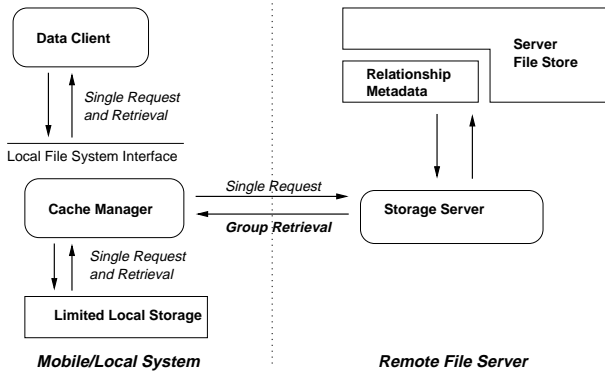 Data Client
Single Request
and Retrieval
Local File System Interface
Cache Manager
Single Request
and Retrieval
Limited Local Storage
Mobile/Local System
Single Request
Group Retrieval
Server
File Store
Relationship
Metadata
Storage Server
Remote File Server